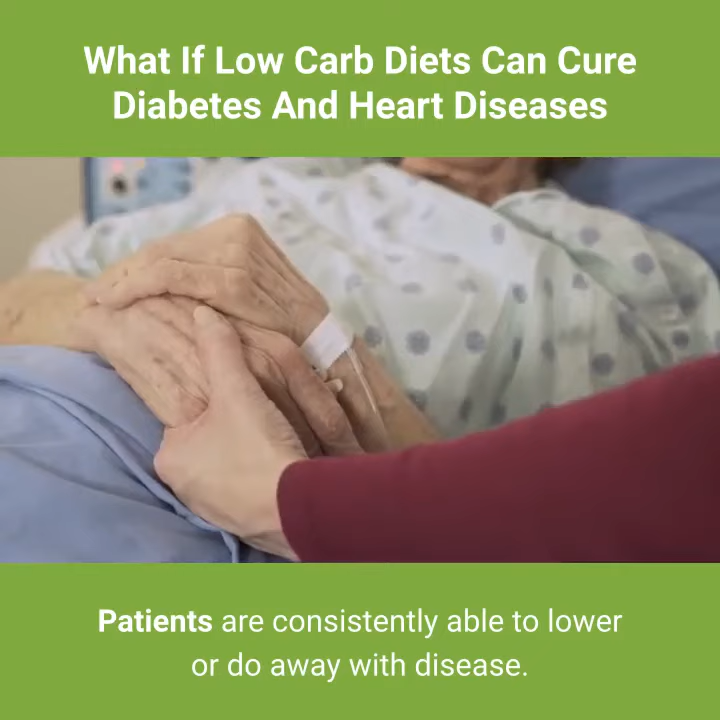 What If Low Carb Diets Can Cure
Diabetes And Heart Diseases
Patients are consistently able to lower
or do away with disease.